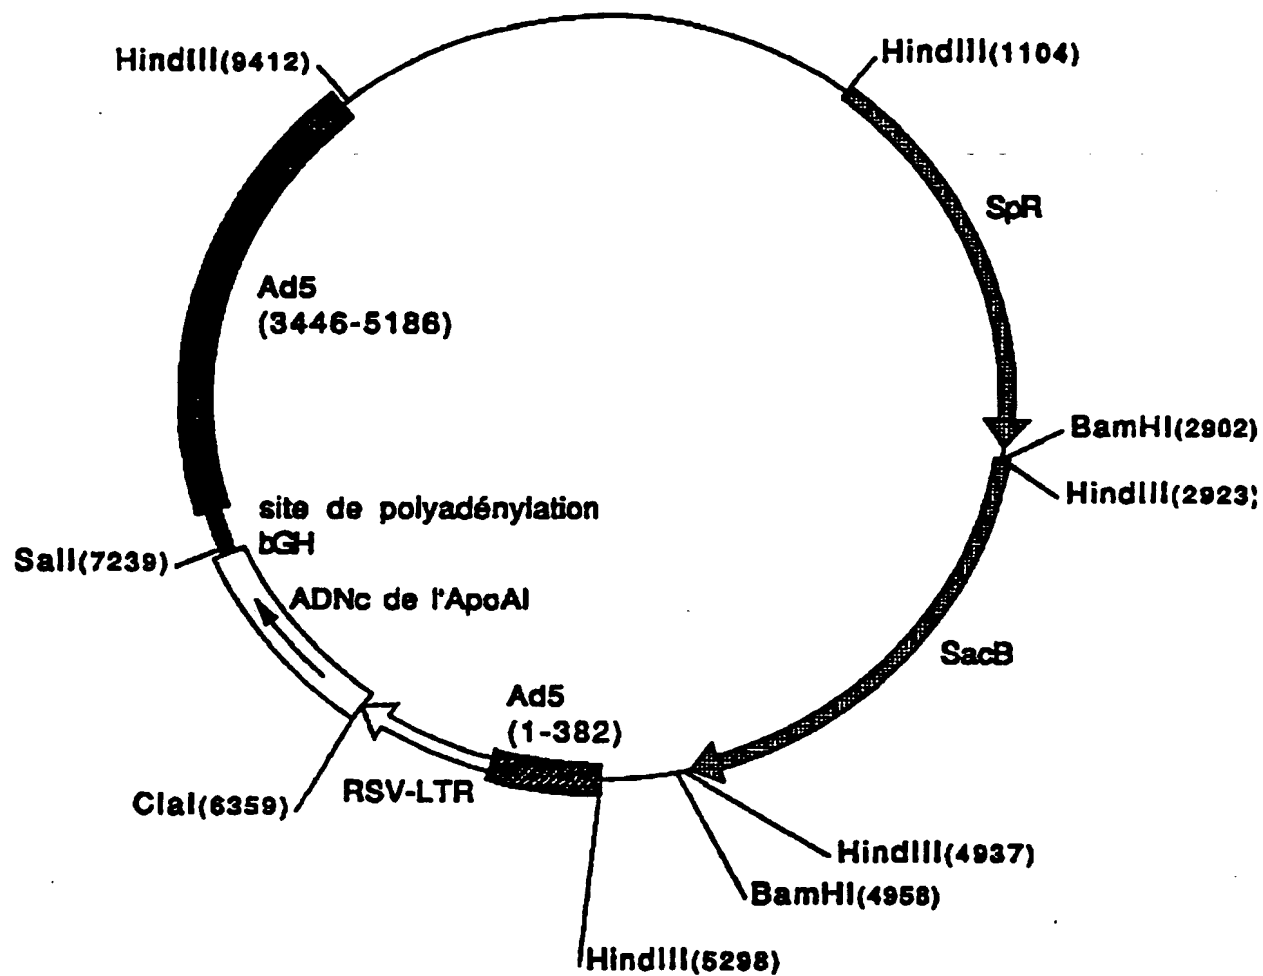 HindIII(9412)
HindIII(1104)
SpR
Ad5
(3446-5186)
BamHI(2902)
HindIII(2923)
site de polyadénylation
bGH
SalI(7239)
ADNc de l'ApoAI
SacB
Ad5
(1-382)
RSV-LTR
ClaI(6359)
HindIII(4937)
BamHI(4958)
HindIII(5298)